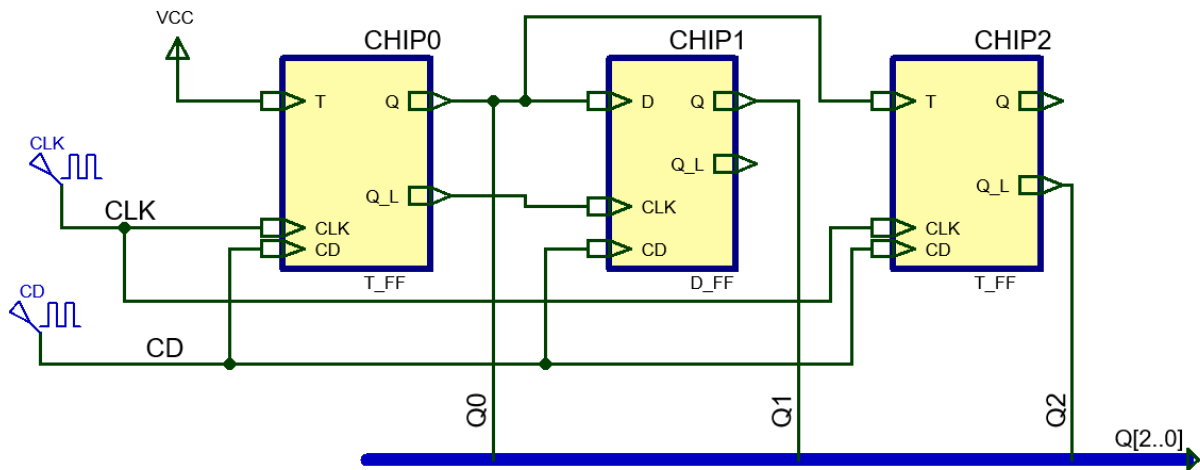 VCC
CHIP0
CHIP1
CHIP2
T
Q
D
Q
T
Q
CLK
Q_L
Q_L
Q_L
CLK
CLK
CLK
CLK
CD
CD
CD
T_FF
D_FF
T_FF
CD
CD
Q0
Q1
Q2
Q[2..0]